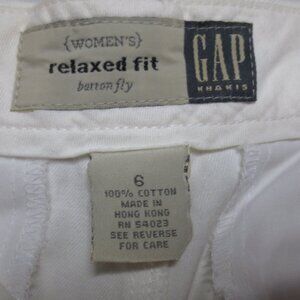 {WOMEN'S}
relaxed fit
button fly
GAP
KHAKIS
6
100% COTTON
MADE IN
HONG KONG
RN 54023
SEE REVERSE
FOR CARE